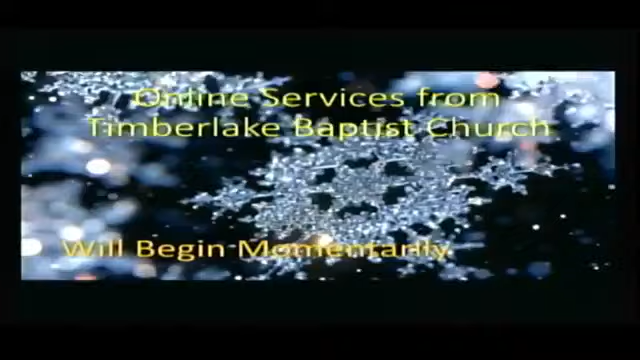 Online Services from
Timberlake Baptist Church
Will Begin Momentarily